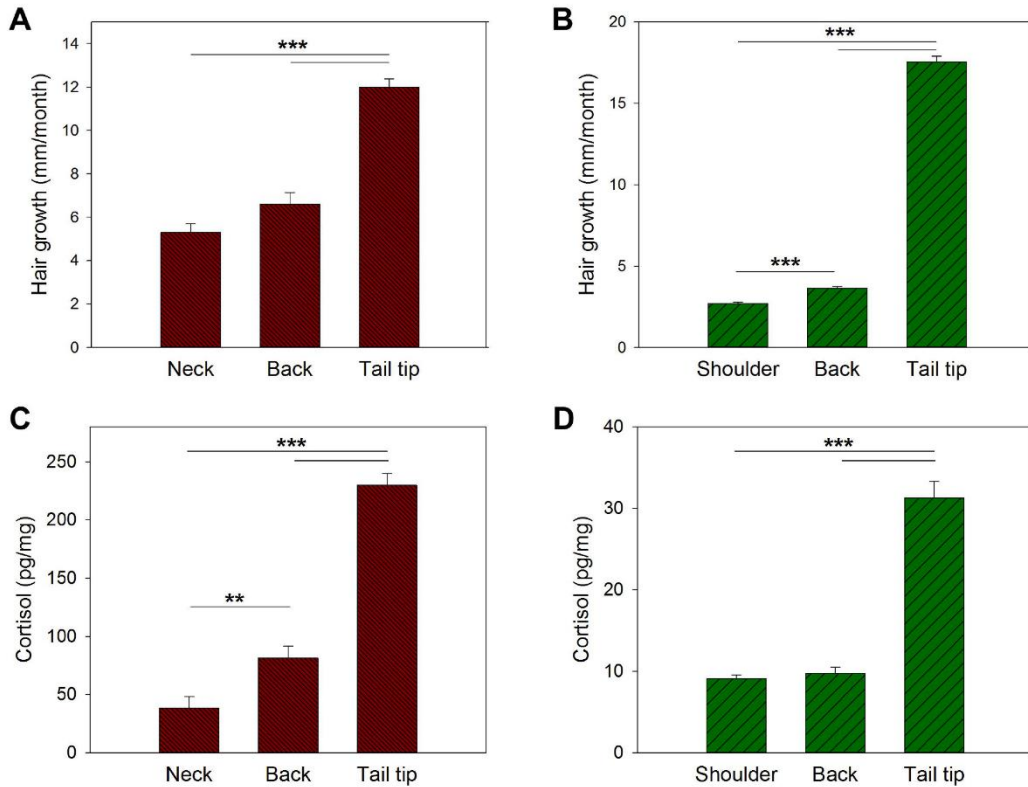 A
Hair growth (mm/month)
14
12
10
8
6
4
2
0
***
Neck Back Tail tip
B
Hair growth (mm/month)
20
15
10
5
0
***
***
Shoulder Back Tail tip
C
Cortisol (pg/mg)
250
200
150
100
50
0
***
**
Neck Back Tail tip
D
Cortisol (pg/mg)
40
30
20
10
0
***
Shoulder Back Tail tip